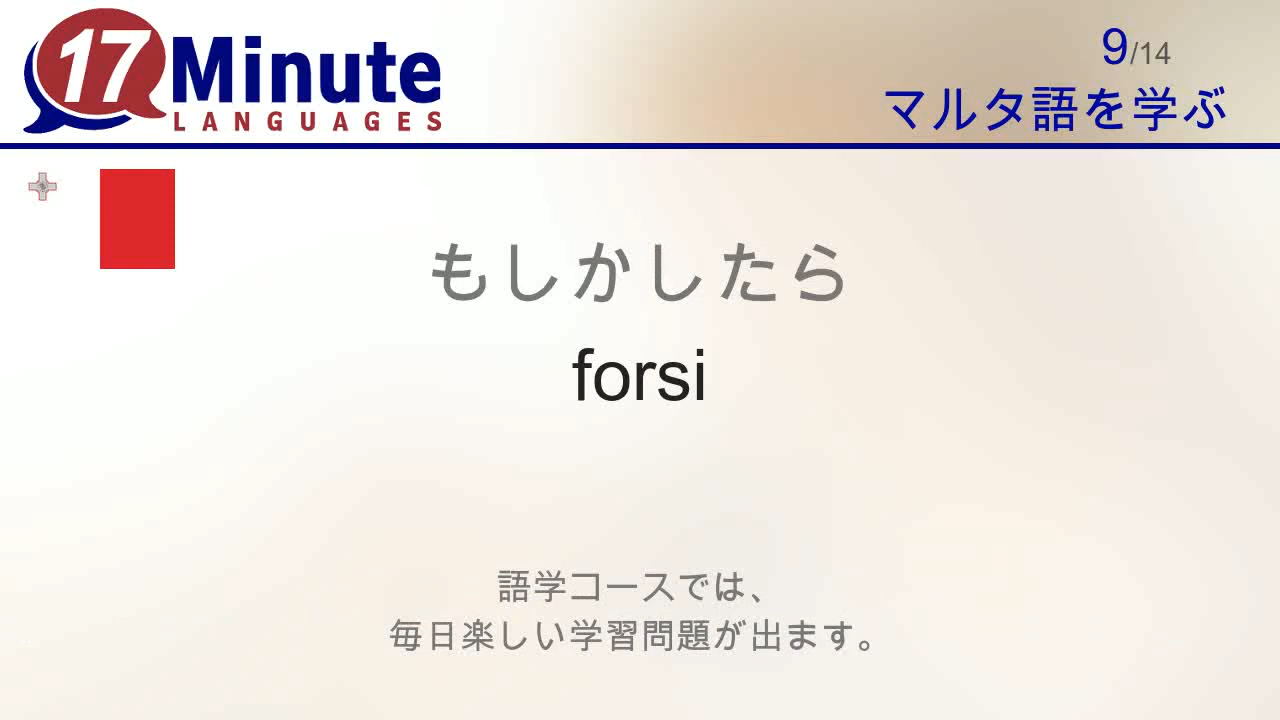 17 Minute
LANGUAGES
9/14
マルタ語を学ぶ
もしかしたら
forsi
語学コースでは、
毎日楽しい学習問題が出ます。